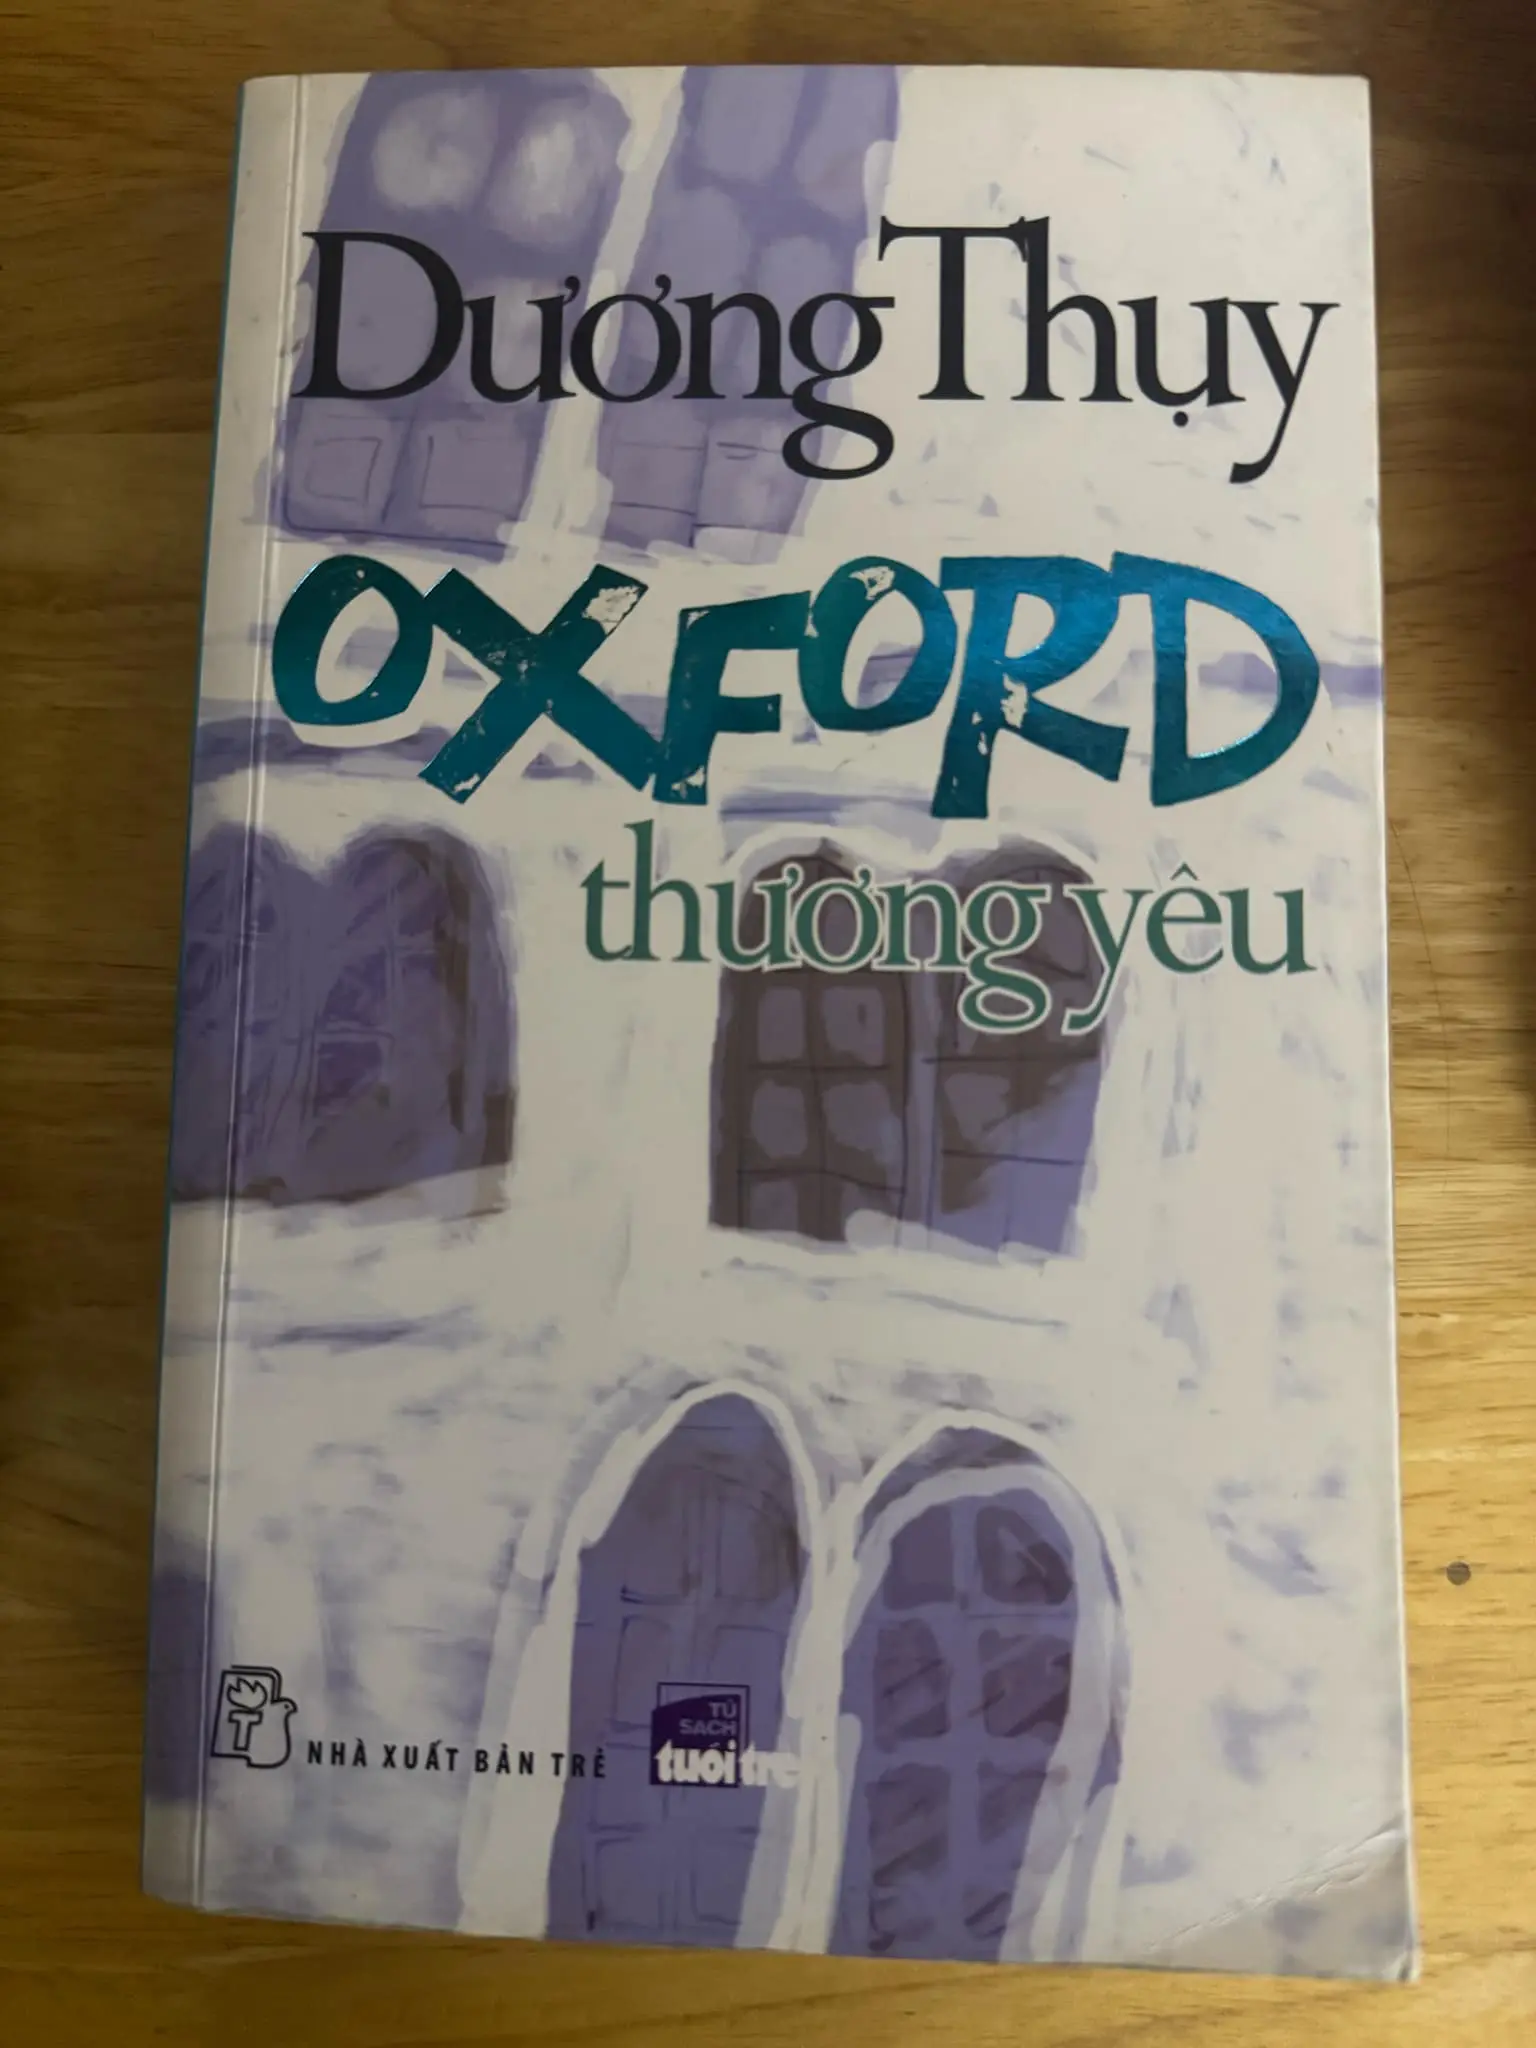 Dương Thụy
OXFORD
thương yêu
T
NHÀ XUẤT BẢN TRẺ
TỦ
SÁCH
tuổi trẻ